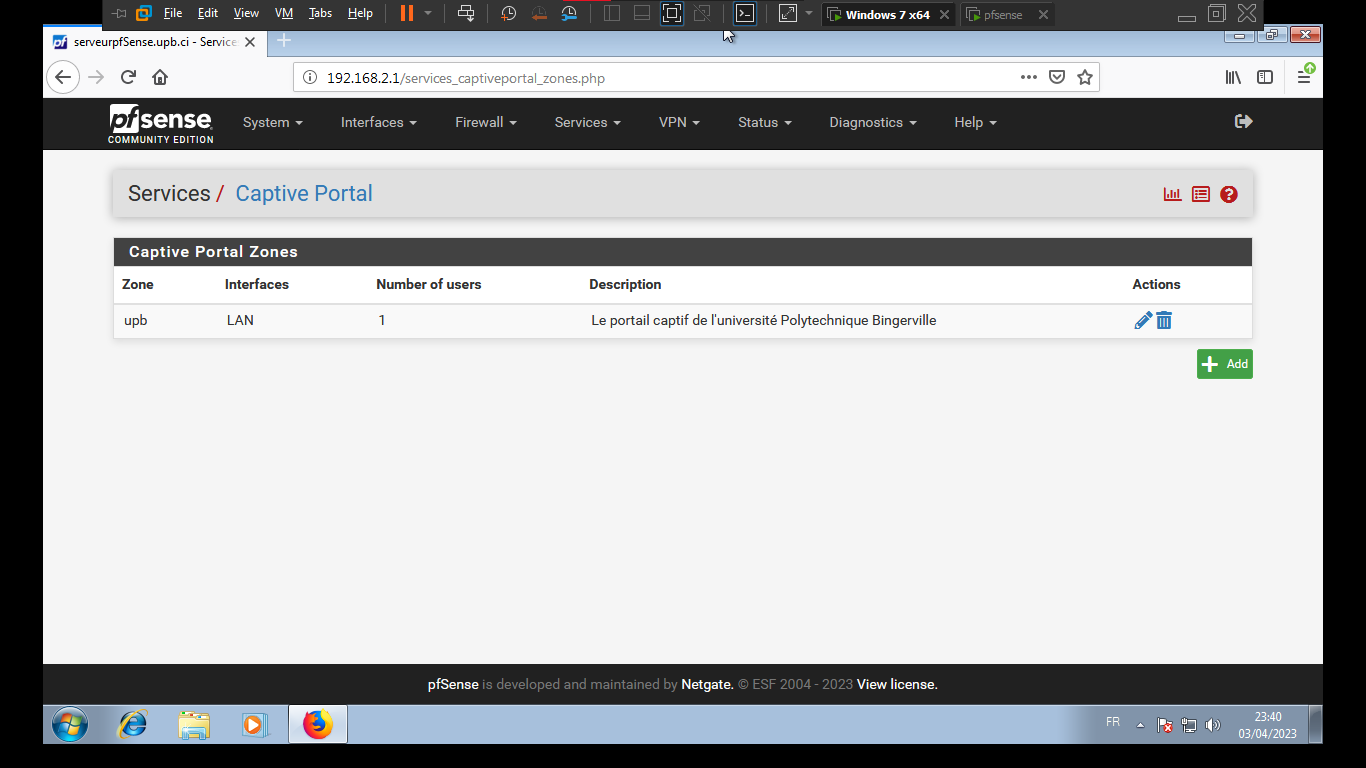 File Edit View VM Tabs Help Windows 7 x64 pfsense
serveurpfSense.upb.ci - Service
192.168.2.1/services_captiveportal_zones.php
pfsense
COMMUNITY EDITION
System Interfaces Firewall Services VPN Status Diagnostics Help
Services / Captive Portal
Captive Portal Zones
Zone Interfaces Number of users Description Actions
upb LAN 1 Le portail captif de l'université Polytechnique Bingerville
Add
pfSense is developed and maintained by Netgate. © ESF 2004 - 2023 View license.
FR 23:40
03/04/2023